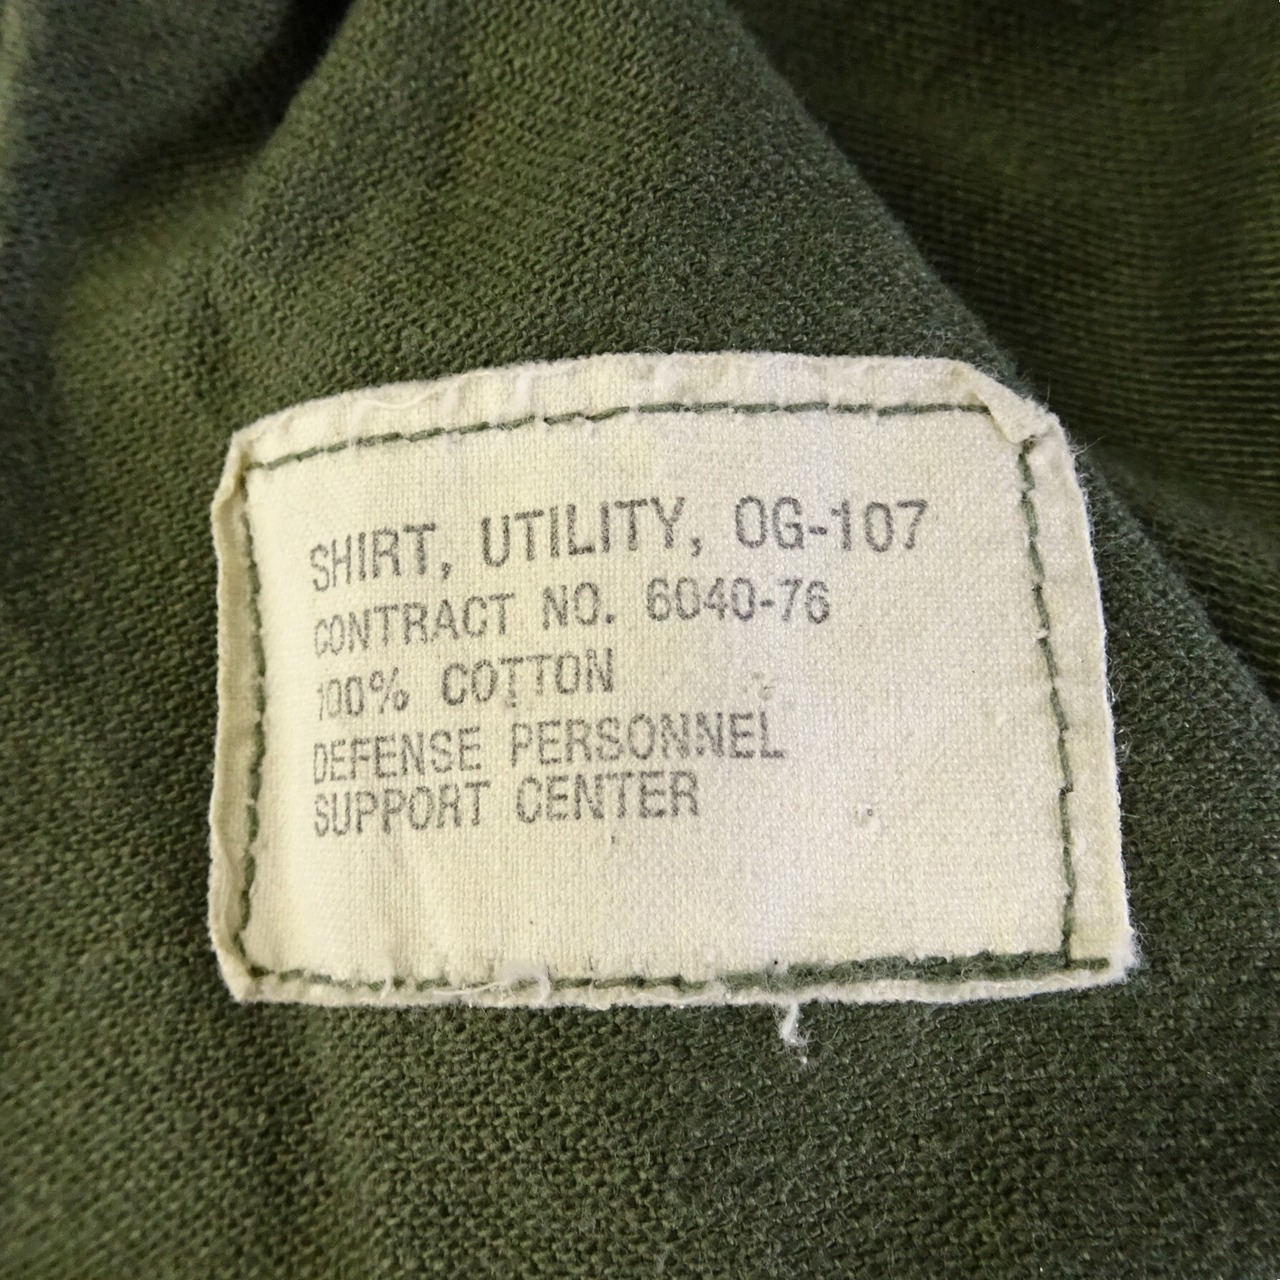 SHIRT, UTILITY, OG-107
CONTRACT NO. 6040-76
100% COTTON
DEFENSE PERSONNEL
SUPPORT CENTER